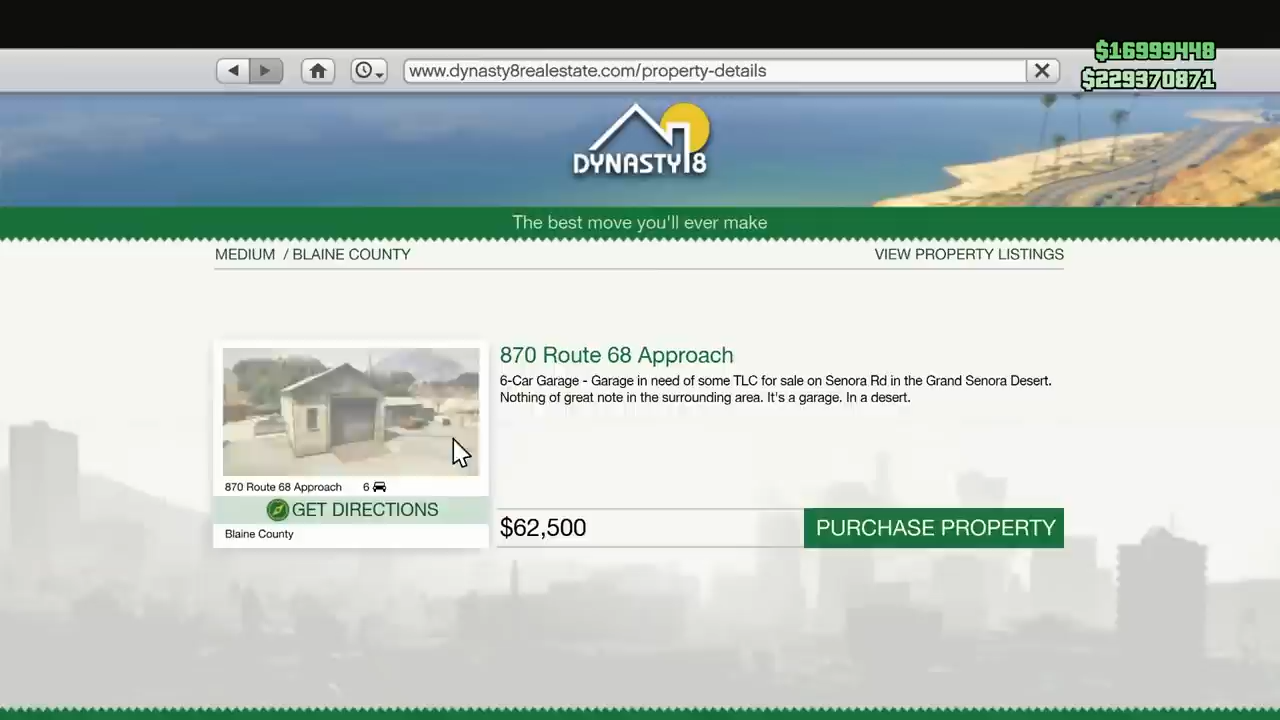 $16999448
www.dynasty8realestate.com/property-details
$229370871
DYNASTY 8
The best move you'll ever make
MEDIUM / BLAINE COUNTY
VIEW PROPERTY LISTINGS
870 Route 68 Approach
6-Car Garage - Garage in need of some TLC for sale on Senora Rd in the Grand Senora Desert.
Nothing of great note in the surrounding area. It's a garage. In a desert.
870 Route 68 Approach 6
GET DIRECTIONS
Blaine County
$62,500
PURCHASE PROPERTY